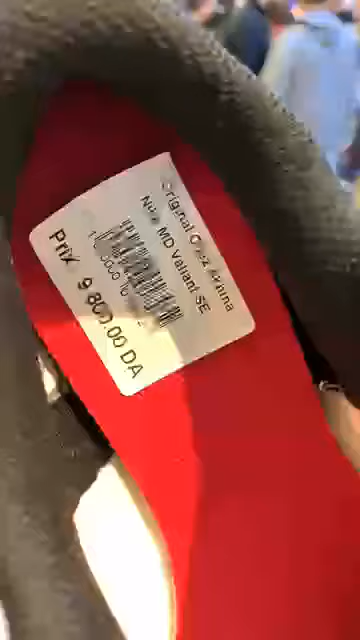 Original Chez Amina
Nike MD Valiant SE
Prix 9 800.00 DA